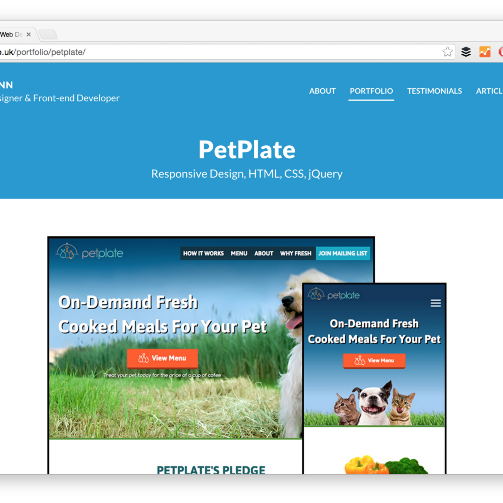 Web De
e.uk/portfolio/petplate/
NN
signer & Front-end Developer
ABOUT PORTFOLIO TESTIMONIALS ARTICL
PetPlate
Responsive Design, HTML, CSS, jQuery
petplate
HOW IT WORKS MENU ABOUT WHY FRESH JOIN MAILING LIST
On-Demand Fresh
Cooked Meals For Your Pet
View Menu
Treat your pet today for the price of a cup of coffee
PETPLATE'S PLEDGE
petplate
On-Demand Fresh
Cooked Meals For Your Pet
View Menu